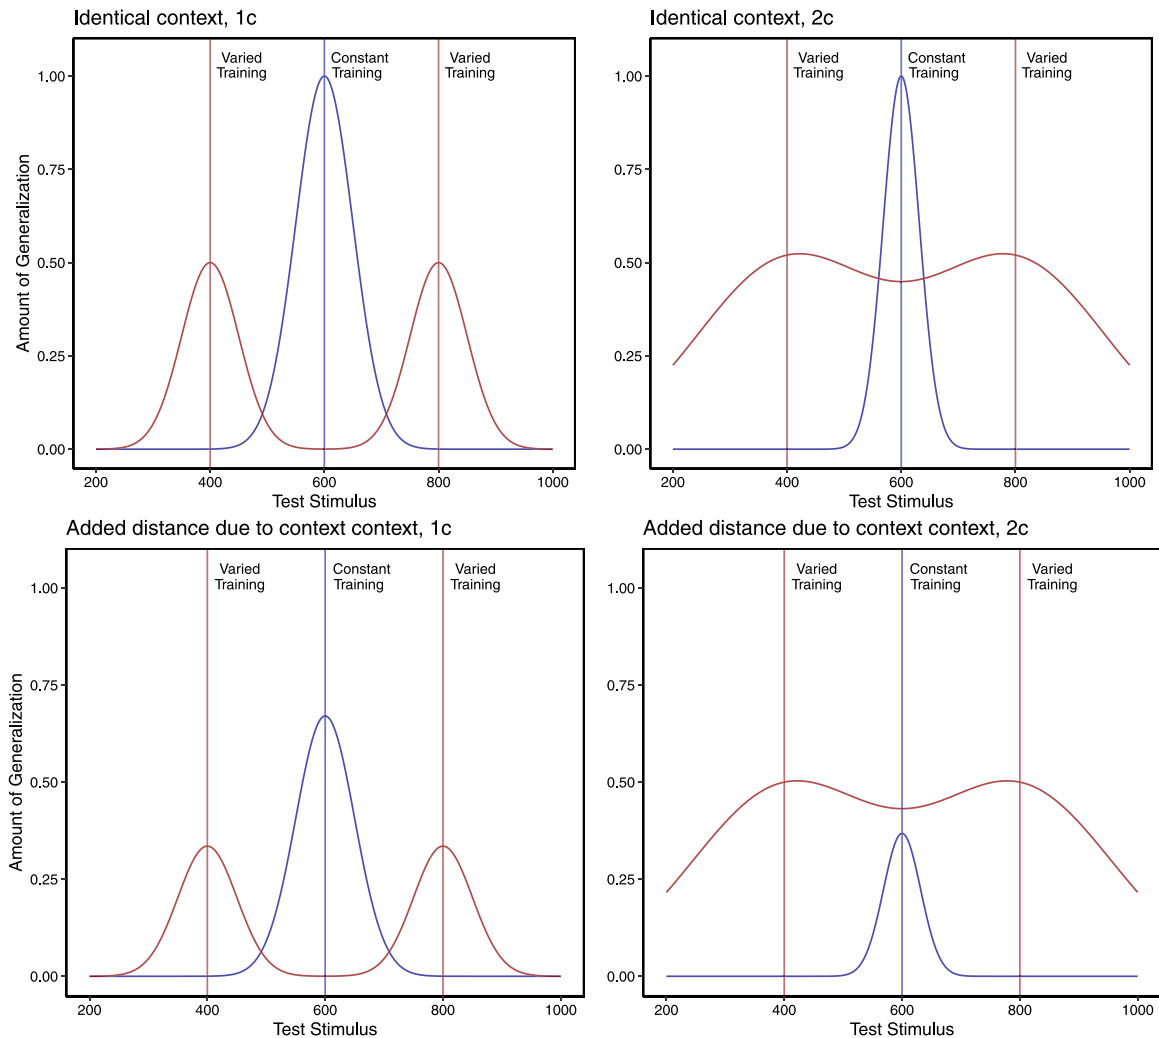 Identical context, 1c
Varied
Training
Constant
Training
Varied
Training
1.00
0.75
0.50
0.25
0.00
Amount of Generalization
200
400
600
800
1000
Test Stimulus
Identical context, 2c
Varied
Training
Constant
Training
Varied
Training
1.00
0.75
0.50
0.25
0.00
200
400
600
800
1000
Test Stimulus
Added distance due to context context, 1c
Varied
Training
Constant
Training
Varied
Training
1.00
0.75
0.50
0.25
0.00
Amount of Generalization
200
400
600
800
1000
Test Stimulus
Added distance due to context context, 2c
Varied
Training
Constant
Training
Varied
Training
1.00
0.75
0.50
0.25
0.00
200
400
600
800
1000
Test Stimulus